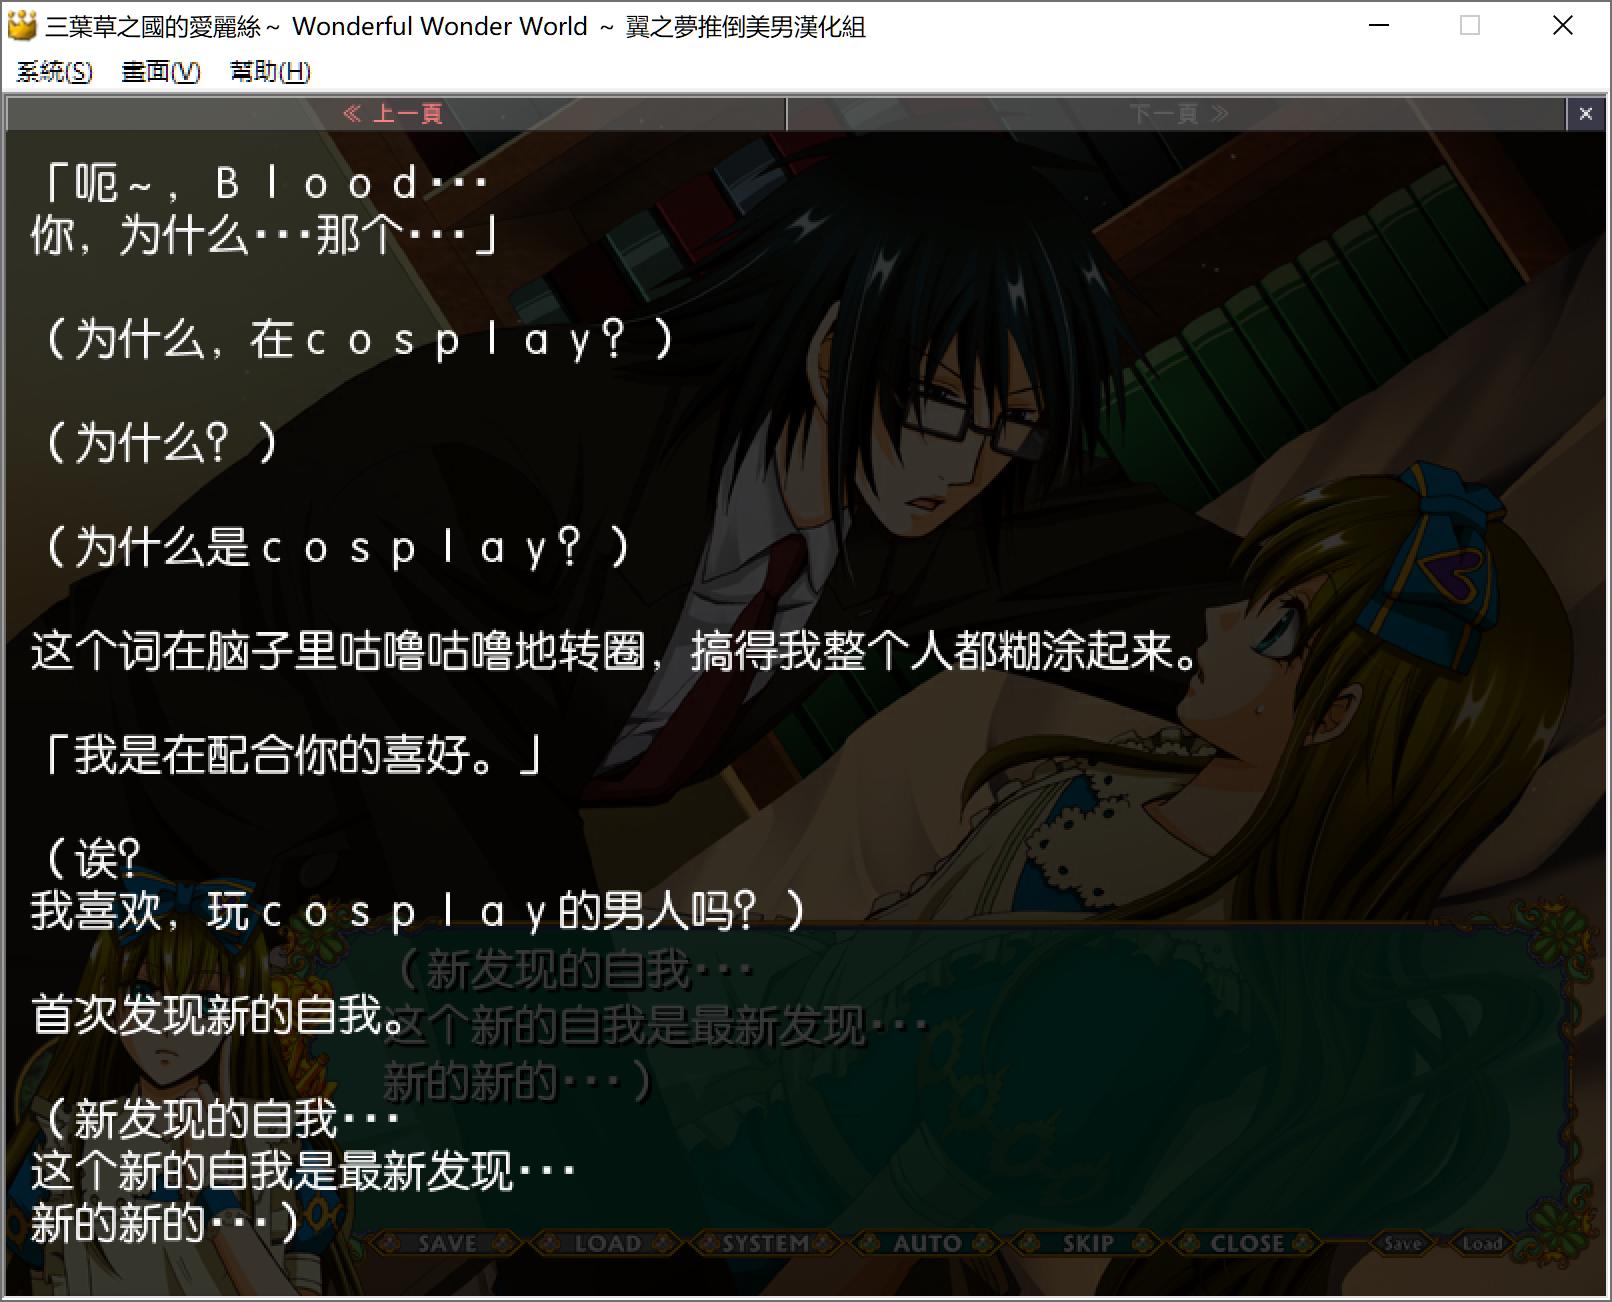 三葉草之國的愛麗絲～ Wonderful Wonder World ～ 翼之夢推倒美男漢化組
系統(S) 畫面(V) 幫助(H)
≪ 上一頁 下一頁 ≫
「呃～，Ｂｌｏｏｄ···
你，为什么···那个···」
（为什么，在ｃｏｓｐｌａｙ？）
（为什么？）
（为什么是ｃｏｓｐｌａｙ？）
这个词在脑子里咕噜咕噜地转圈，搞得我整个人都糊涂起来。
「我是在配合你的喜好。」
（诶？
我喜欢，玩ｃｏｓｐｌａｙ的男人吗？）
首次发现新的自我。
（新发现的自我···
这个新的自我是最新发现···
新的新的···）
（新发现的自我···
这个新的自我是最新发现···
新的新的···）
SAVE LOAD SYSTEM AUTO SKIP CLOSE Save Load